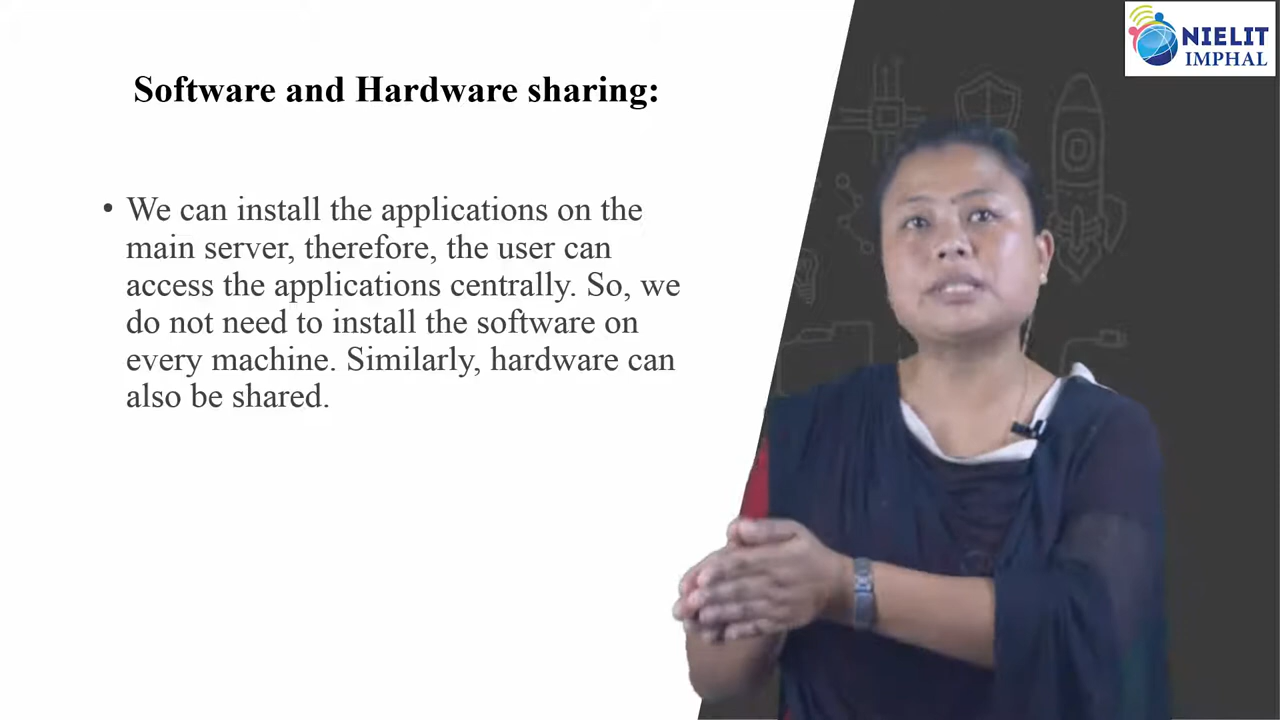 NIELIT
IMPHAL
Software and Hardware sharing:
• We can install the applications on the
main server, therefore, the user can
access the applications centrally. So, we
do not need to install the software on
every machine. Similarly, hardware can
also be shared.